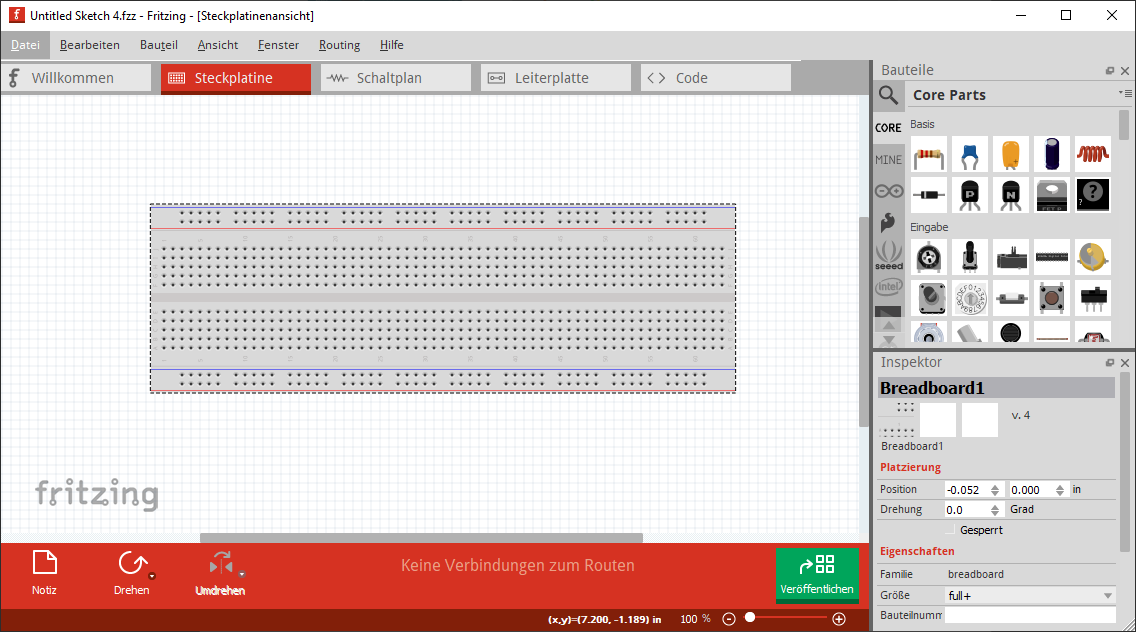 Untitled Sketch 4.fzz - Fritzing - [Steckplatinenansicht]
Datei Bearbeiten Bauteil Ansicht Fenster Routing Hilfe
Willkommen Steckplatine Schaltplan Leiterplatte Code
Bauteile
Core Parts
CORE
MINE
seeed
intel
Basis
P
N
FET P
?
?
Eingabe
fritzing
Inspektor
Breadboard1
v. 4
Breadboard1
Platzierung
Position -0.052 0.000 in
Drehung 0.0 Grad
Gesperrt
Eigenschaften
Familie breadboard
Größe full+
Bauteilnumm
Notiz
Drehen
Umdrehen
Keine Verbindungen zum Routen
Veröffentlichen
(x,y)=(7.200, -1.189) in 100 %